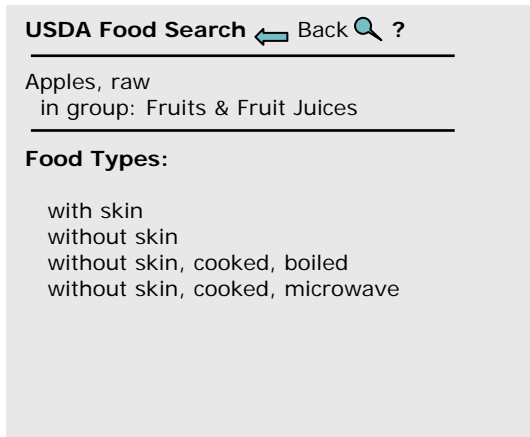 USDA Food Search Back ?
Apples, raw
in group: Fruits & Fruit Juices
Food Types:
with skin
without skin
without skin, cooked, boiled
without skin, cooked, microwave